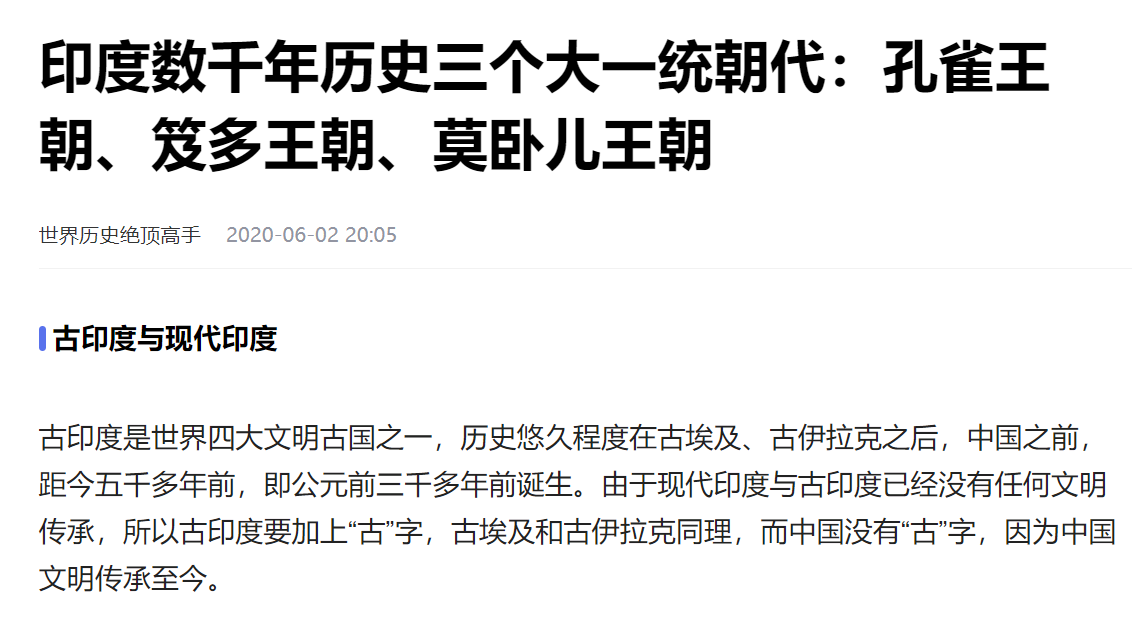 印度数千年历史三个大一统朝代：孔雀王
朝、笈多王朝、莫卧儿王朝
世界历史绝顶高手 2020-06-02 20:05
古印度与现代印度
古印度是世界四大文明古国之一，历史悠久程度在古埃及、古伊拉克之后，中国之前，
距今五千多年前，即公元前三千多年前诞生。由于现代印度与古印度已经没有任何文明
传承，所以古印度要加上“古”字，古埃及和古伊拉克同理，而中国没有“古”字，因为中国
文明传承至今。